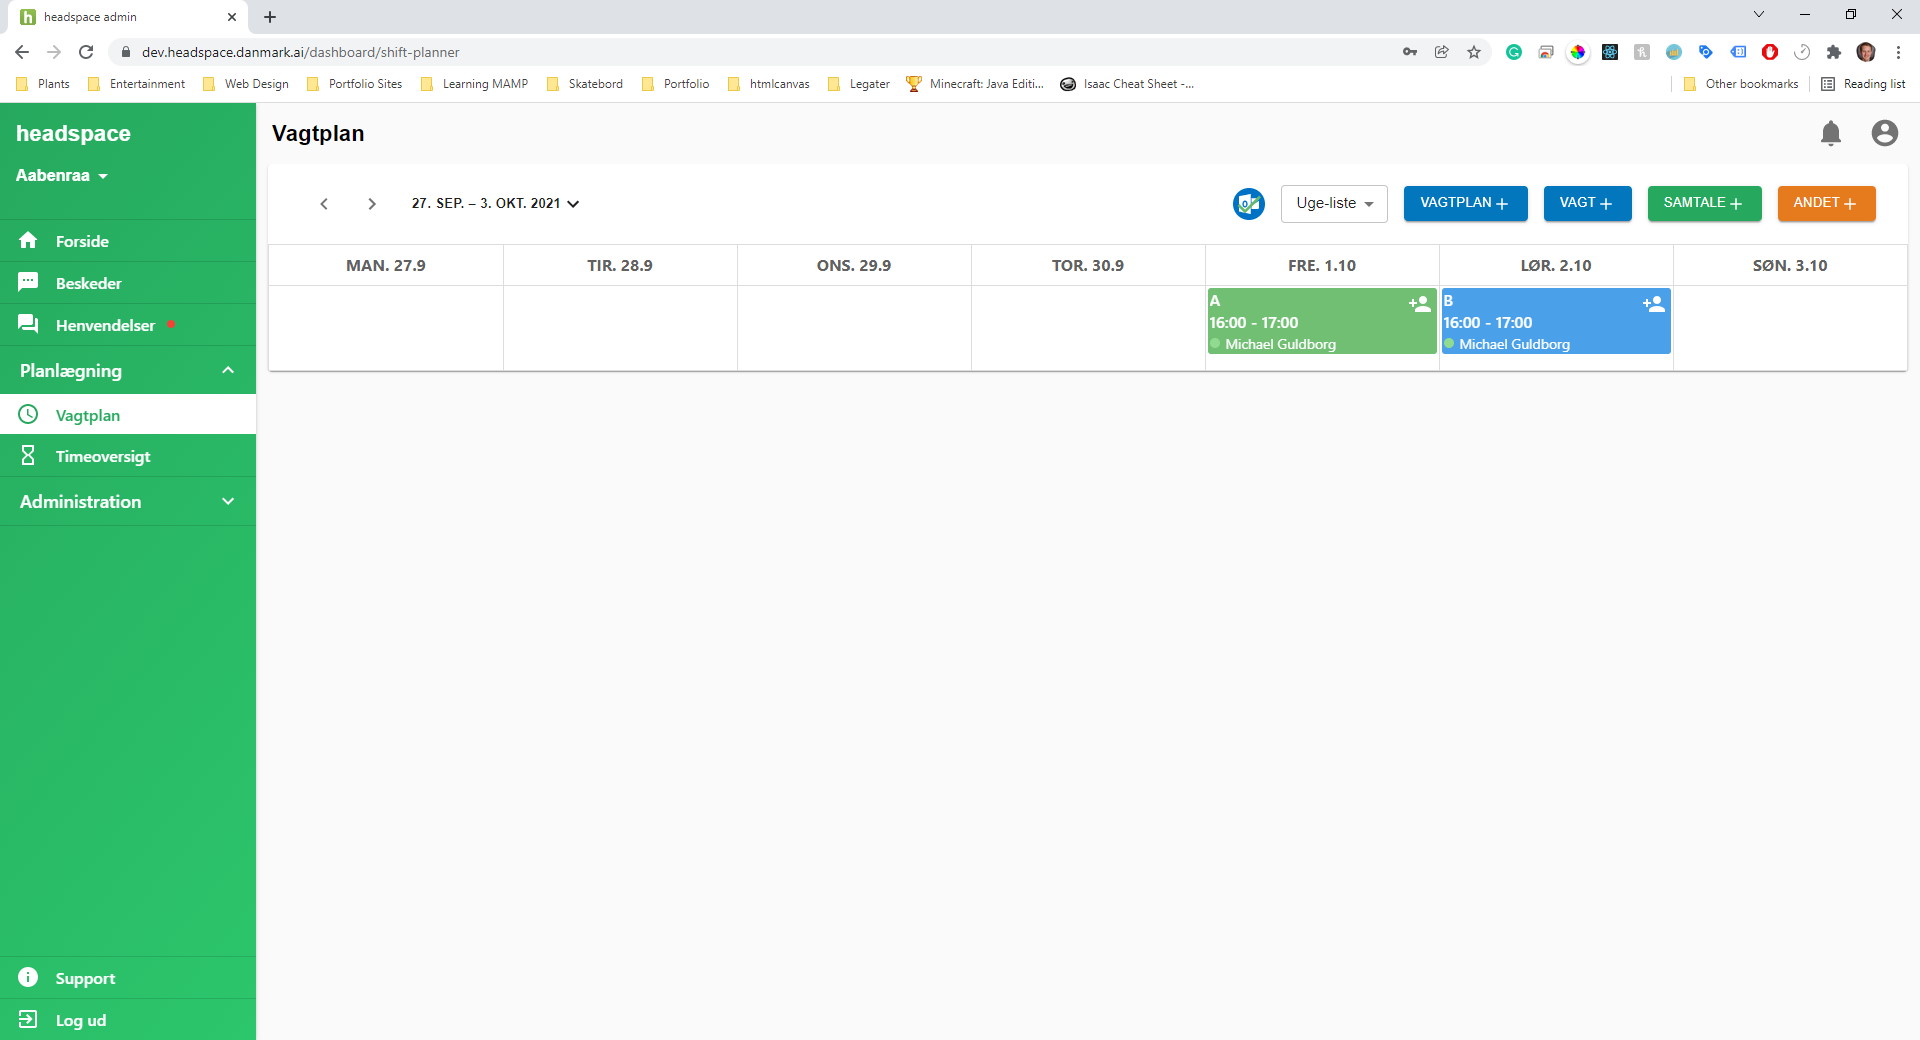 headspace admin
dev.headspace.danmark.ai/dashboard/shift-planner
Plants Entertainment Web Design Portfolio Sites Learning MAMP Skatebord Portfolio htmlcanvas Legater Minecraft: Java Editi... Isaac Cheat Sheet -... Other bookmarks Reading list
headspace
Aabenraa
Forside
Beskeder
Henvendelser
Planlægning
Vagtplan
Timeoversigt
Administration
Support
Log ud
Vagtplan
27. SEP. – 3. OKT. 2021
Uge-liste
VAGTPLAN +
VAGT +
SAMTALE +
ANDET +
MAN. 27.9 TIR. 28.9 ONS. 29.9 TOR. 30.9 FRE. 1.10 LØR. 2.10 SØN. 3.10
A
16:00 - 17:00
Michael Guldborg
B
16:00 - 17:00
Michael Guldborg